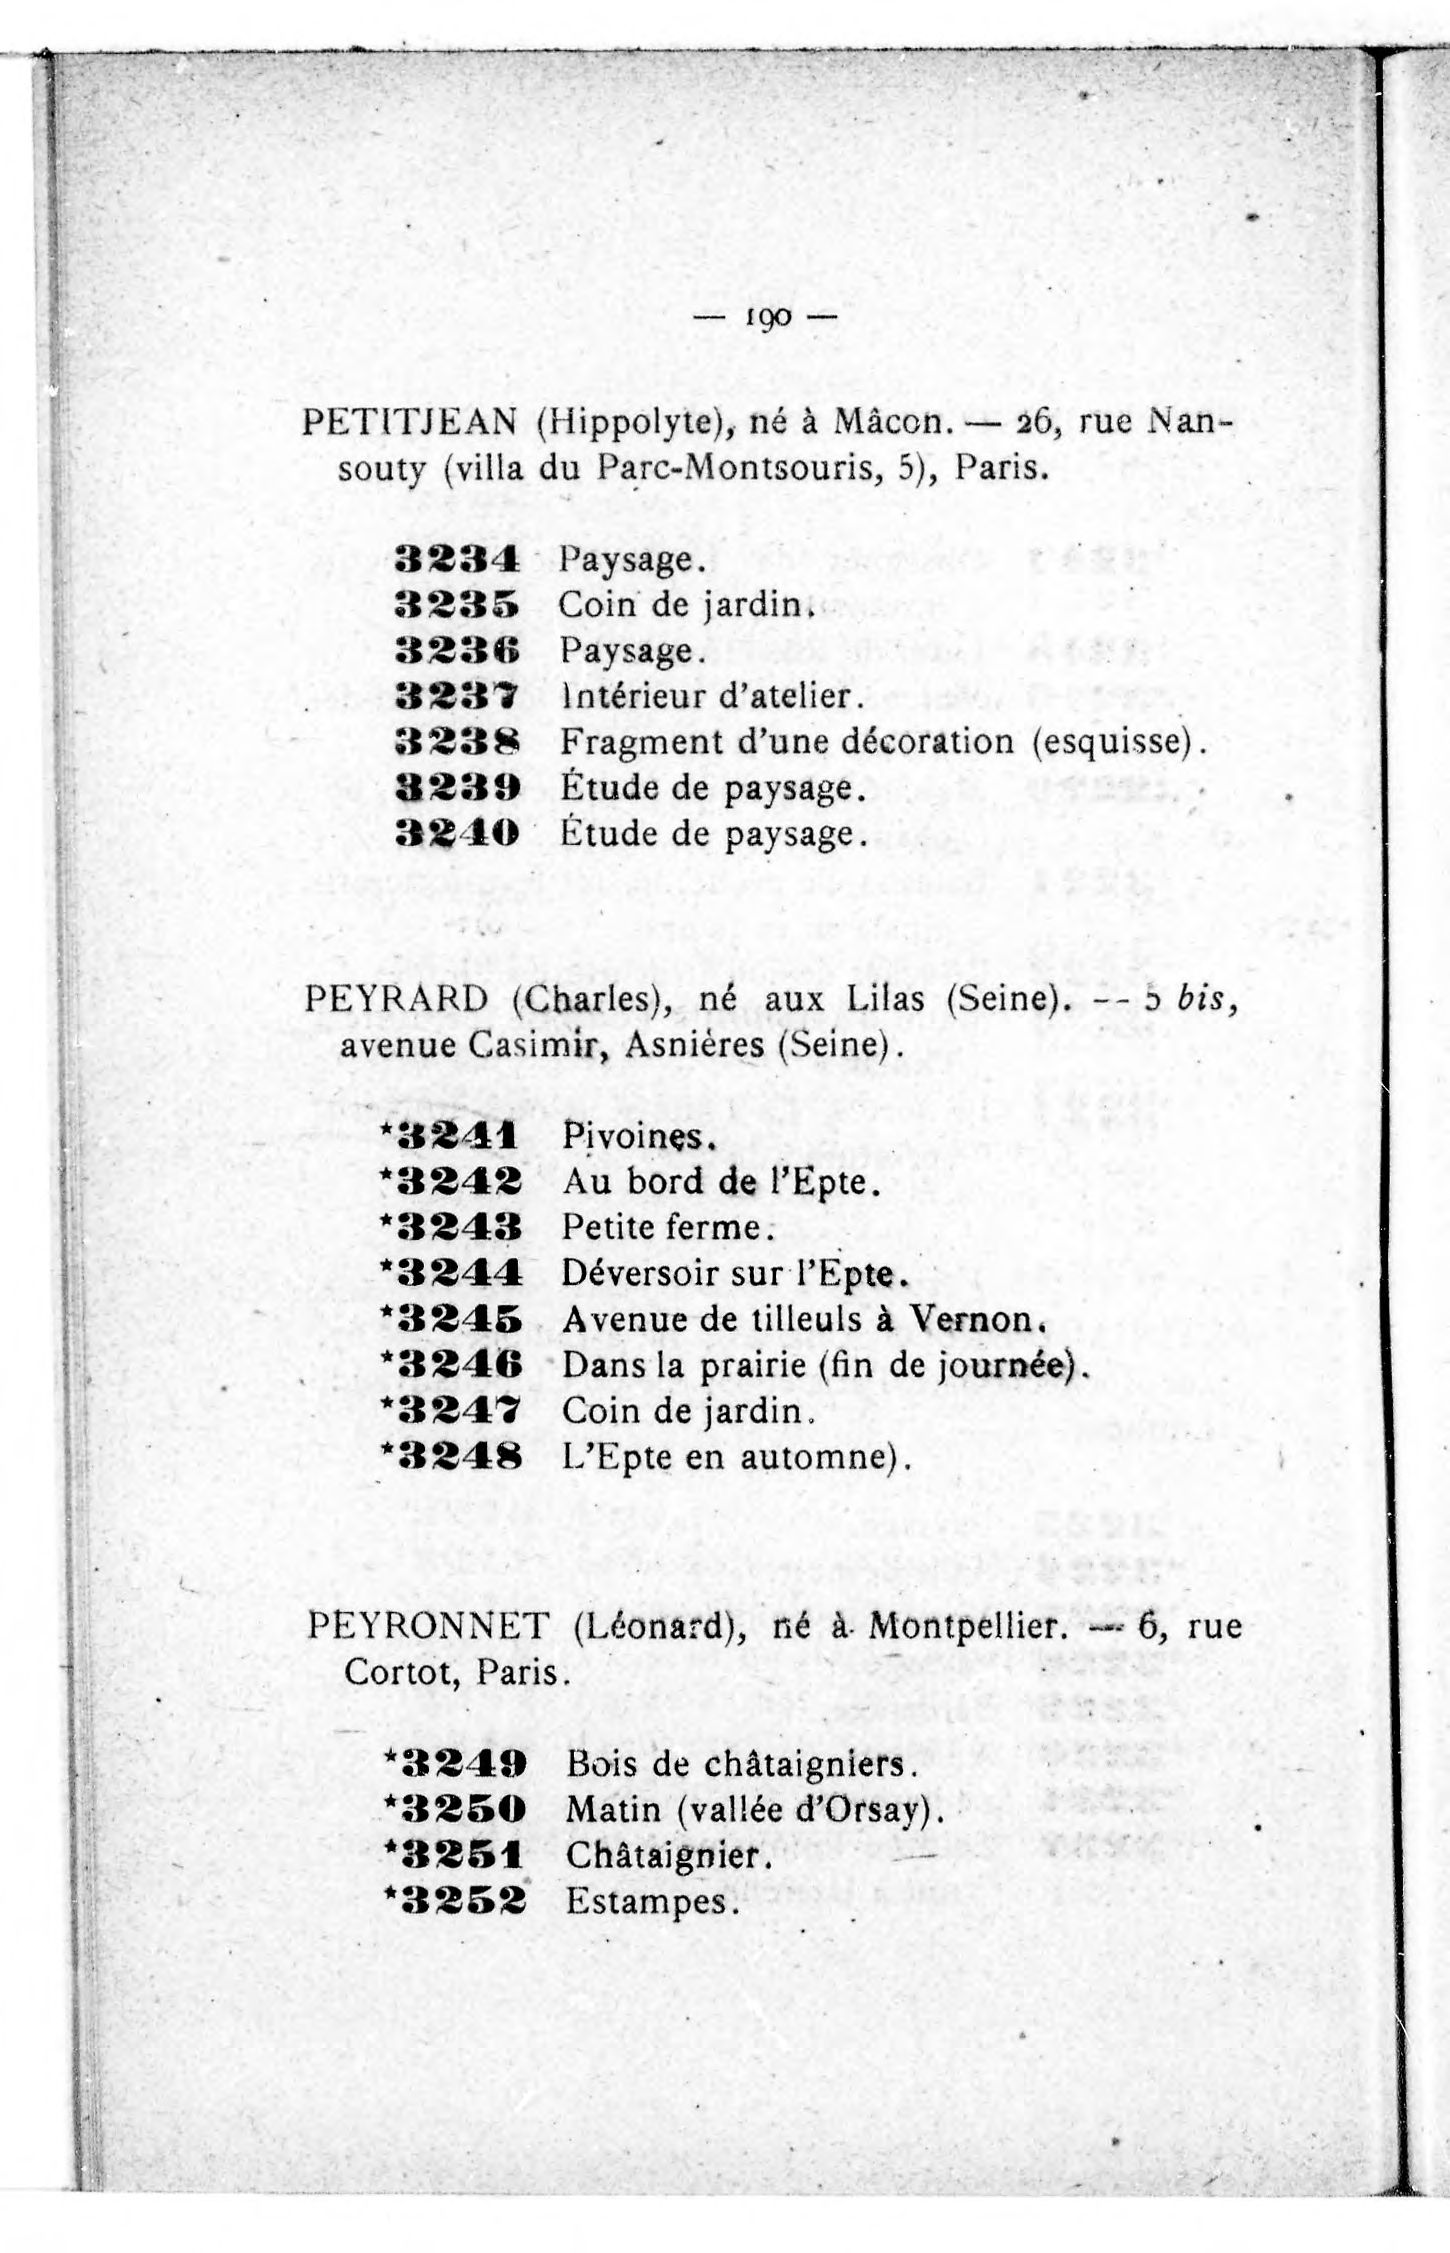 — 190 —
PETITJEAN (Hippolyte), né à Mâcon. — 26, rue Nan-
souty (villa du Parc-Montsouris, 5), Paris.
3234 Paysage.
3235 Coin de jardin.
3236 Paysage.
3237 Intérieur d'atelier.
3238 Fragment d'une décoration (esquisse).
3239 Étude de paysage.
3240 Étude de paysage.
PEYRARD (Charles), né aux Lilas (Seine). -- 5 bis,
avenue Casimir, Asnières (Seine).
*3241 Pivoines.
*3242 Au bord de l'Epte.
*3243 Petite ferme.
*3244 Déversoir sur l'Epte.
*3245 Avenue de tilleuls à Vernon.
*3246 Dans la prairie (fin de journée).
*3247 Coin de jardin.
*3248 L'Epte en automne).
PEYRONNET (Léonard), né à Montpellier. — 6, rue
Cortot, Paris.
*3249 Bois de châtaigniers.
*3250 Matin (vallée d'Orsay).
*3251 Châtaignier.
*3252 Estampes.